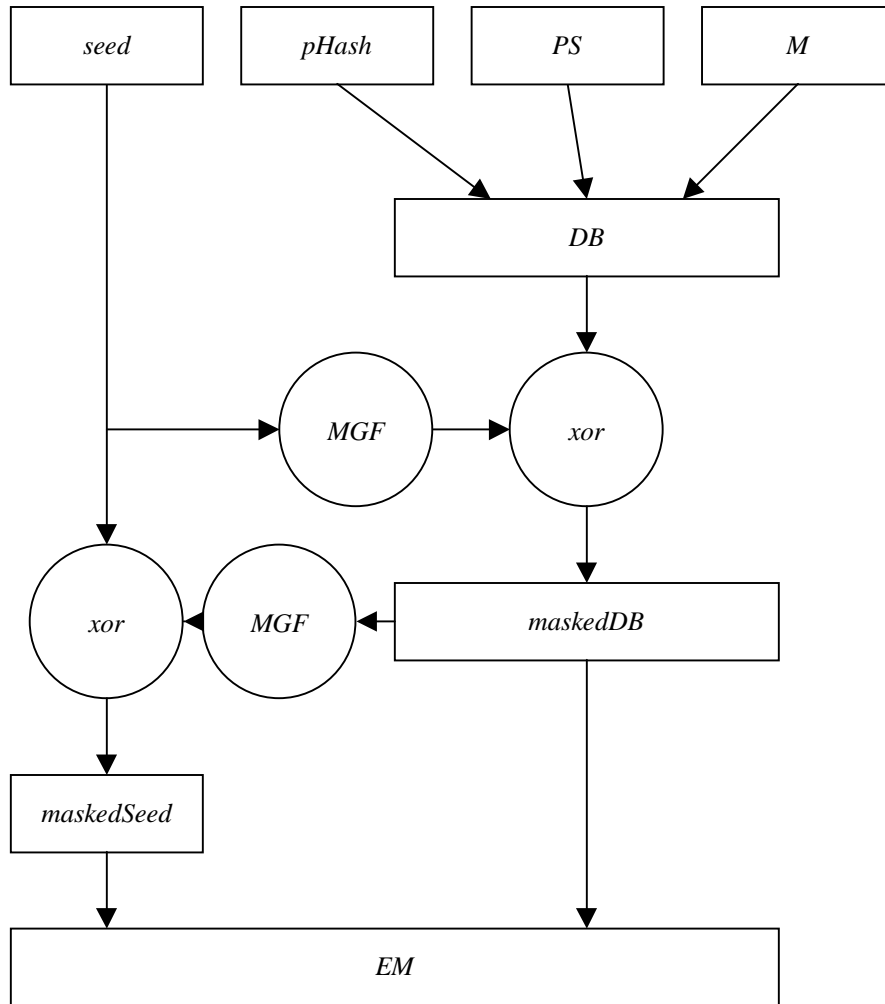 seed
pHash
PS
M
DB
MGF
xor
xor
MGF
maskedDB
maskedSeed
EM